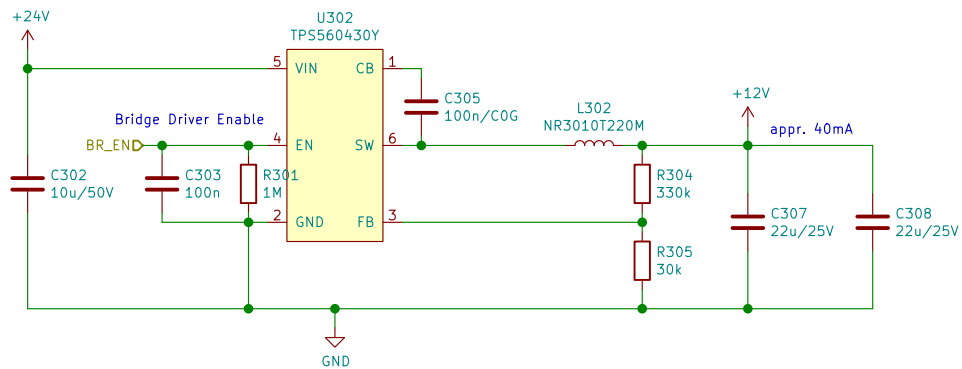 +24V
U302
TPS560430Y
5 VIN CB 1
C305
100n/C0G
L302
NR3010T220M
+12V
appr. 40mA
Bridge Driver Enable
BR_EN
4 EN SW 6
C302
10u/50V
C303
100n
R301
1M
R304
330k
2 GND FB 3
C307
22u/25V
C308
22u/25V
R305
30k
GND